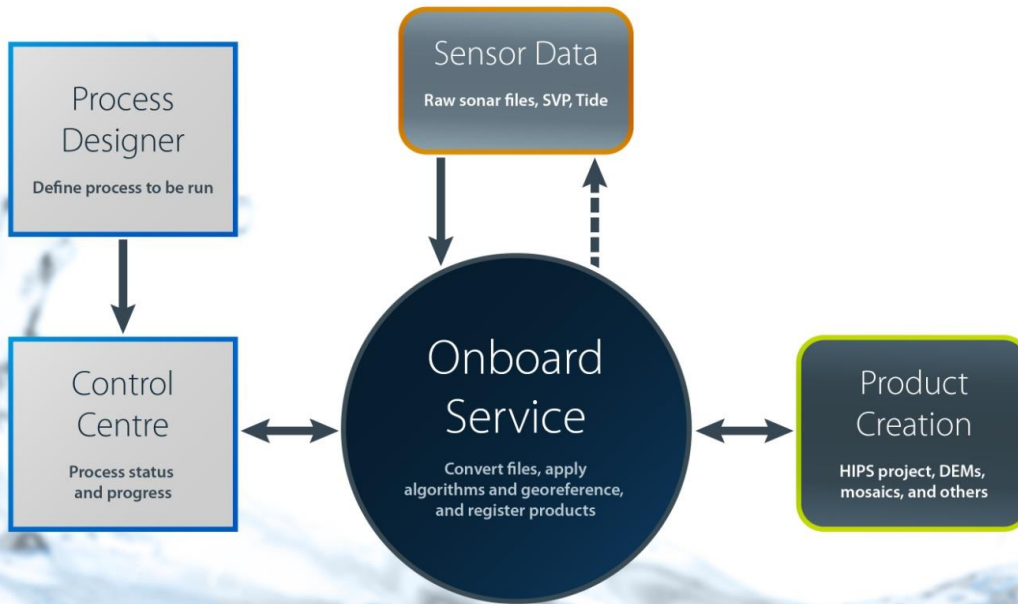 Process
Designer
Define process to be run
Sensor Data
Raw sonar files, SVP, Tide
Control
Centre
Process status
and progress
Onboard
Service
Convert files, apply
algorithms and georeference,
and register products
Product
Creation
HIPS project, DEMs,
mosaics, and others